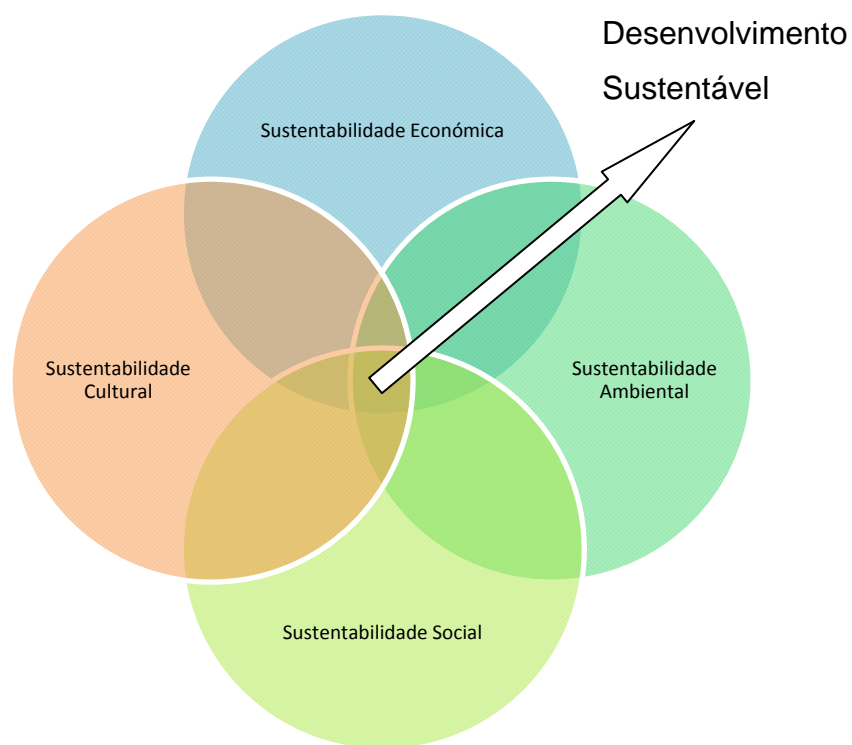 Desenvolvimento
Sustentável
Sustentabilidade Económica
Sustentabilidade
Cultural
Sustentabilidade
Ambiental
Sustentabilidade Social